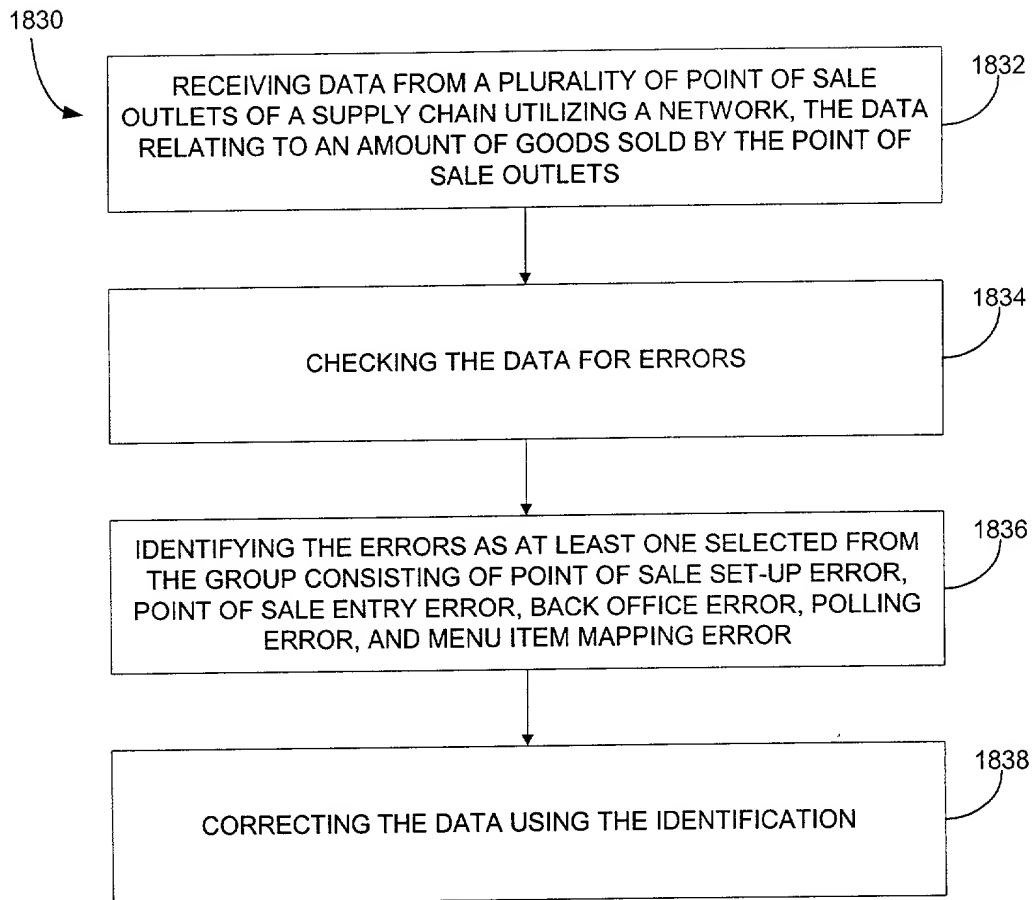 1830
1832
RECEIVING DATA FROM A PLURALITY OF POINT OF SALE
OUTLETS OF A SUPPLY CHAIN UTILIZING A NETWORK, THE DATA
RELATING TO AN AMOUNT OF GOODS SOLD BY THE POINT OF
SALE OUTLETS
1834
CHECKING THE DATA FOR ERRORS
1836
IDENTIFYING THE ERRORS AS AT LEAST ONE SELECTED FROM
THE GROUP CONSISTING OF POINT OF SALE SET-UP ERROR,
POINT OF SALE ENTRY ERROR, BACK OFFICE ERROR, POLLING
ERROR, AND MENU ITEM MAPPING ERROR
1838
CORRECTING THE DATA USING THE IDENTIFICATION